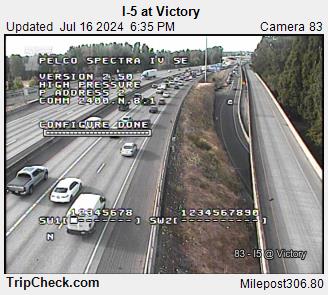 I-5 at Victory
Updated Jul 16 2024 6:35 PM Camera 83
PELCO SPECTRA IV SE
VERSION 2.50
HIGH PRESSURE
P ADDRESS 2
COMM 2400.N.8.1
CONFIGURE DONE
12345678 1234567890
SW1 SW2
N
83 - I5 @ Victory
TripCheck.com Milepost306.80